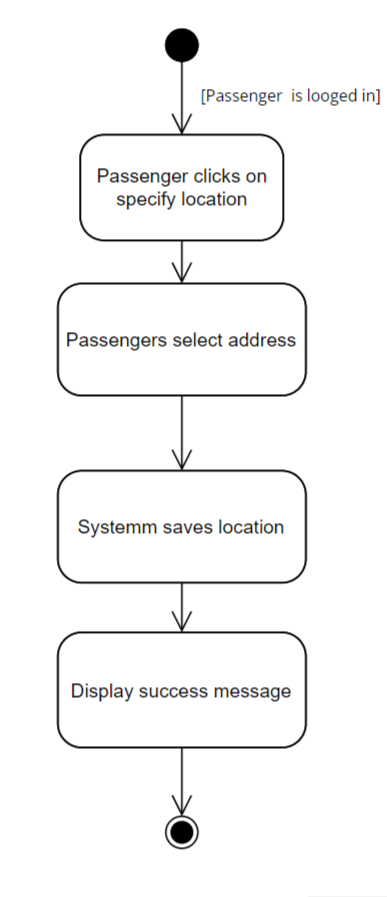 [Passenger is looged in]
Passenger clicks on
specify location
Passengers select address
Systemm saves location
Display success message